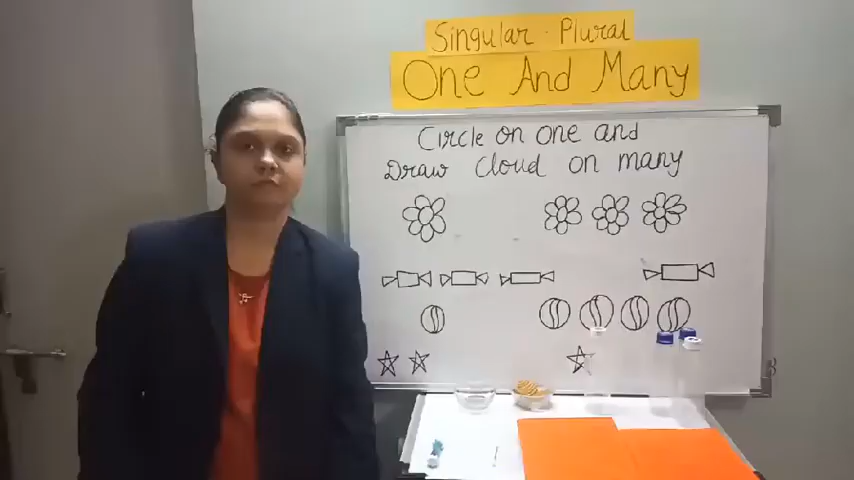 Singular - Plural
One And Many
Circle on one and
Draw Cloud on many